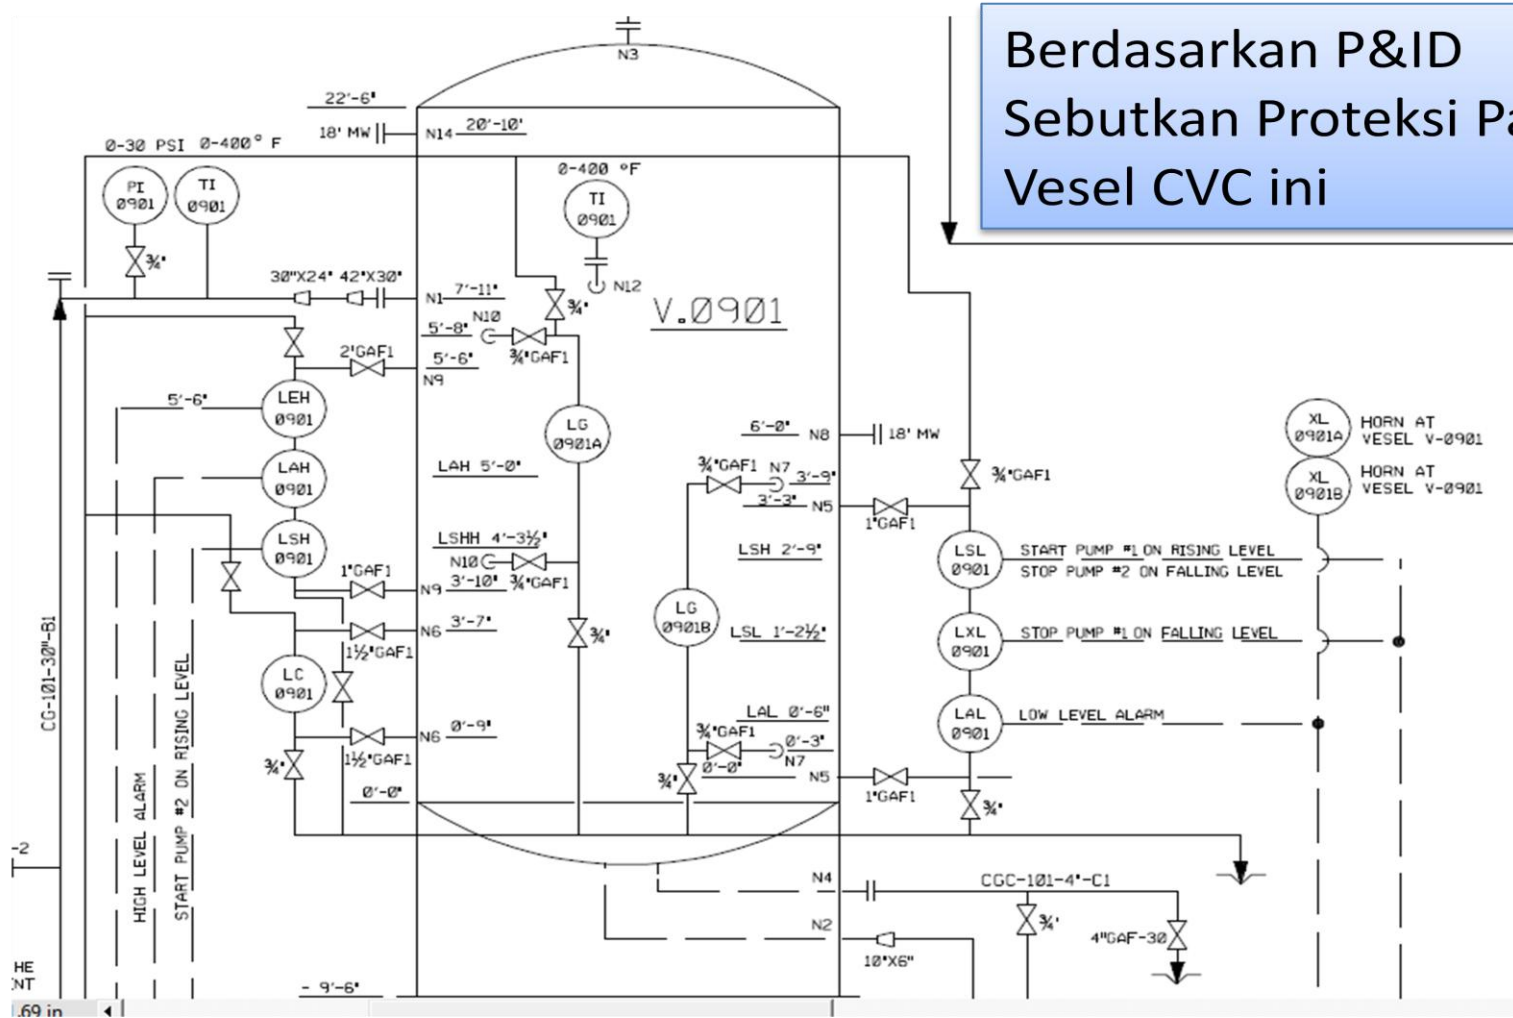 Berdasarkan P&ID
Sebutkan Proteksi
Vesel CVC ini
N3
22'-6"
18' MW
N14 20'-10'
0-30 PSI 0-400° F
PI
0901
TI
0901
0-400 °F
TI
0901
N12
¾"
30"X24" 42"X30"
N1 7'-11"
N10
¾"
V.0901
5'-8"
¾"GAF1
2"GAF1
5'-6"
N9
LEH
0901
5'-6"
LG
0901A
6'-0" N8
18' MW
XL
0901A
HORN AT
VESEL V-0901
LAH
0901
LAH 5'-0"
¾"GAF1 N7
3'-9"
¾"GAF1
XL
0901B
HORN AT
VESEL V-0901
3'-3" N5
1"GAF1
LSH
0901
LSHH 4'-3½"
N10
¾"GAF1
LSH 2'-9"
LSL
0901
START PUMP #1 ON RISING LEVEL
STOP PUMP #2 ON FALLING LEVEL
1"GAF1
N9 3'-10"
N6 3'-7"
1½"GAF1
LG
0901B
¾"
LSL 1'-2½"
LXL
0901
STOP PUMP #1 ON FALLING LEVEL
LC
0901
CG-101-30"-B1
LAL 0'-6"
LAL
0901
LOW LEVEL ALARM
N6 0'-9"
1½"GAF1
¾"
¾"GAF1
0'-3"
N7
¾"
0'-0" N5
1"GAF1
¾"
0'-0"
HIGH LEVEL ALARM
START PUMP #2 ON RISING LEVEL
-2
N4
CGC-101-4"-C1
N2
¾'
4"GAF-30
10"X6"
HE
NT
- 9'-6"
.69 in